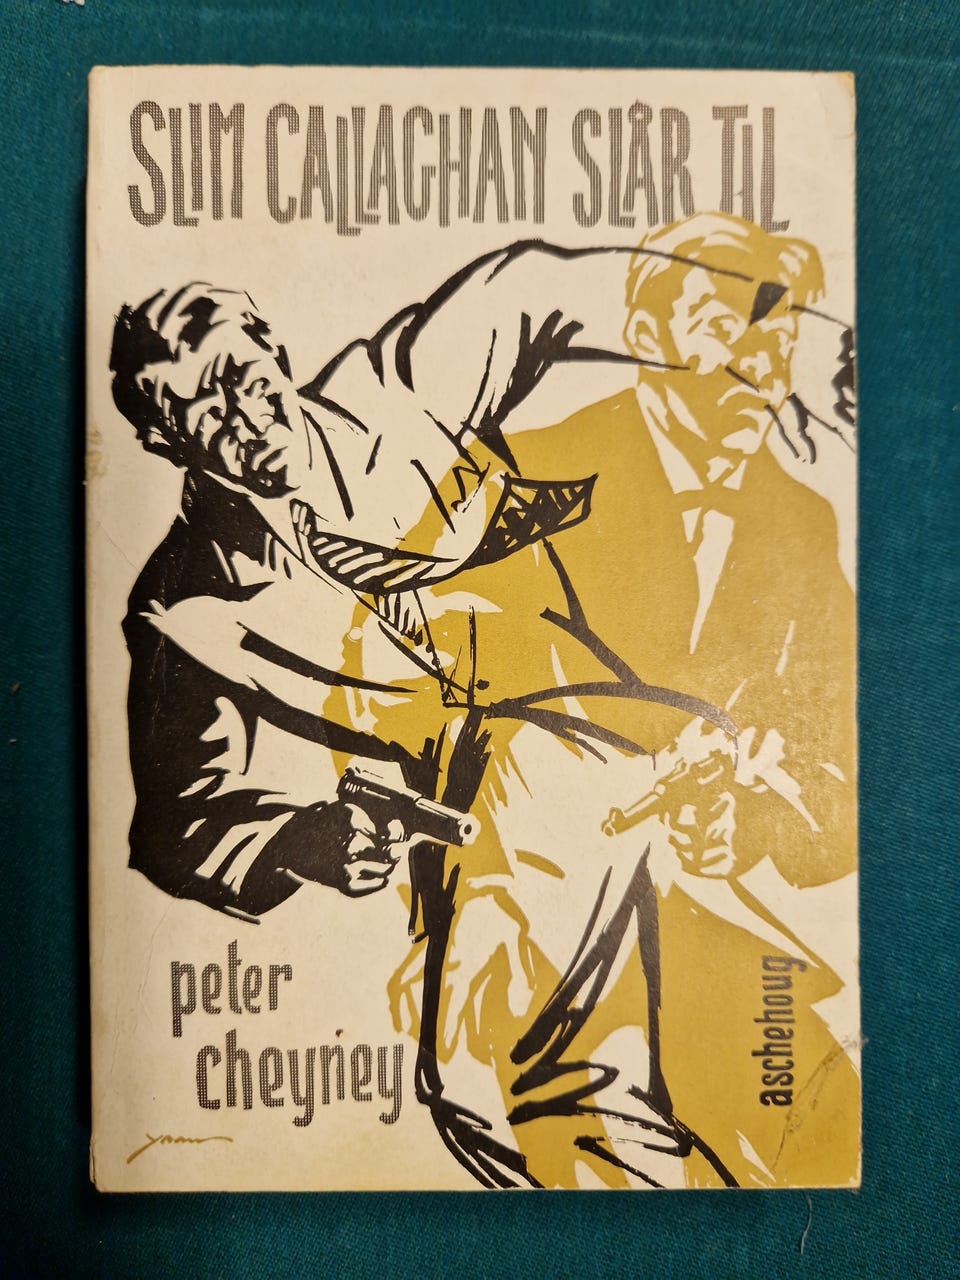 SLIM CALLAGHAN SLÅR TIL
peter
cheyney
aschehoug